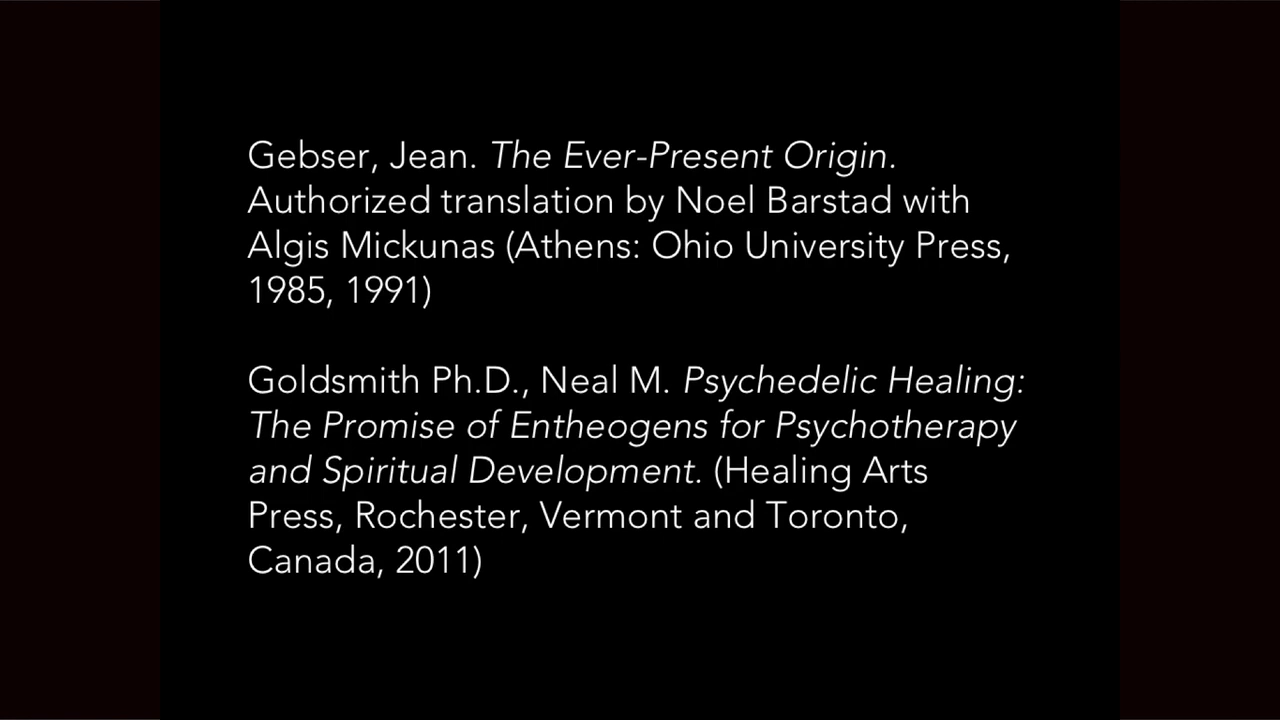 Gebser, Jean. The Ever-Present Origin.
Authorized translation by Noel Barstad with
Algis Mickunas (Athens: Ohio University Press,
1985, 1991)
Goldsmith Ph.D., Neal M. Psychedelic Healing:
The Promise of Entheogens for Psychotherapy
and Spiritual Development. (Healing Arts
Press, Rochester, Vermont and Toronto,
Canada, 2011)